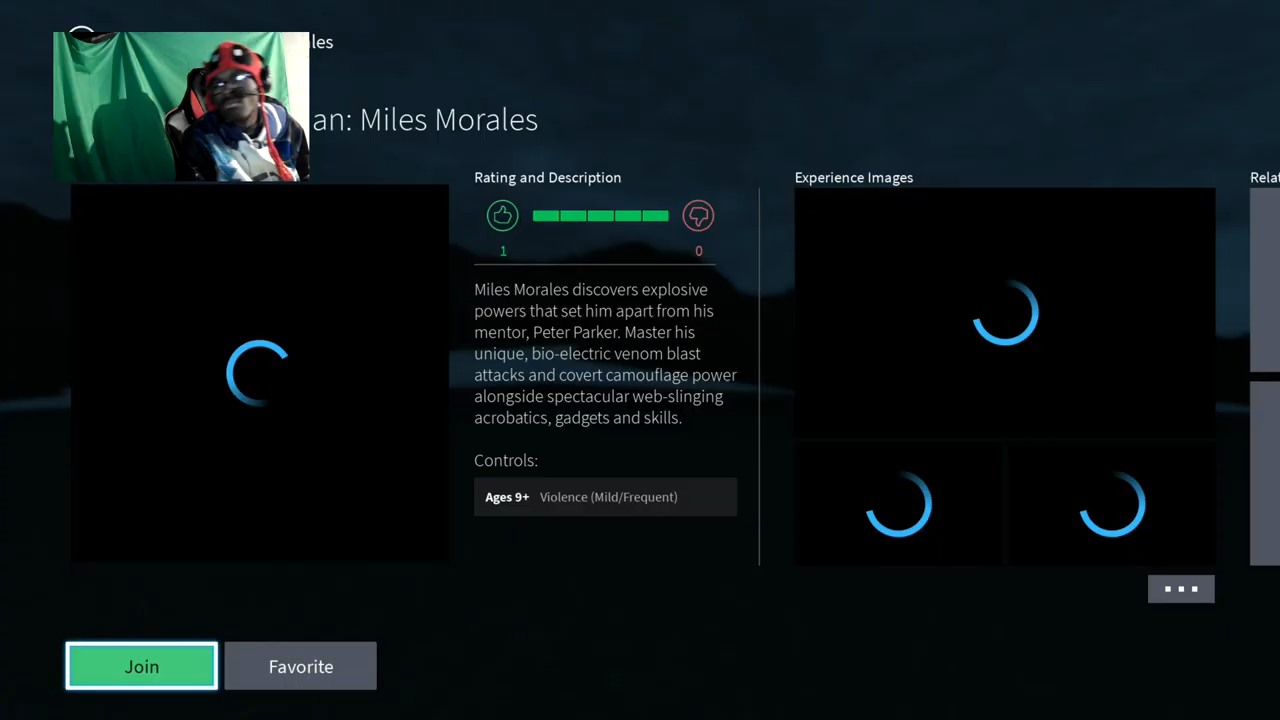 les
an: Miles Morales
Rating and Description
1
0
Miles Morales discovers explosive
powers that set him apart from his
mentor, Peter Parker. Master his
unique, bio-electric venom blast
attacks and covert camouflage power
alongside spectacular web-slinging
acrobatics, gadgets and skills.
Controls:
Ages 9+ Violence (Mild/Frequent)
Experience Images
Relat
Join
Favorite